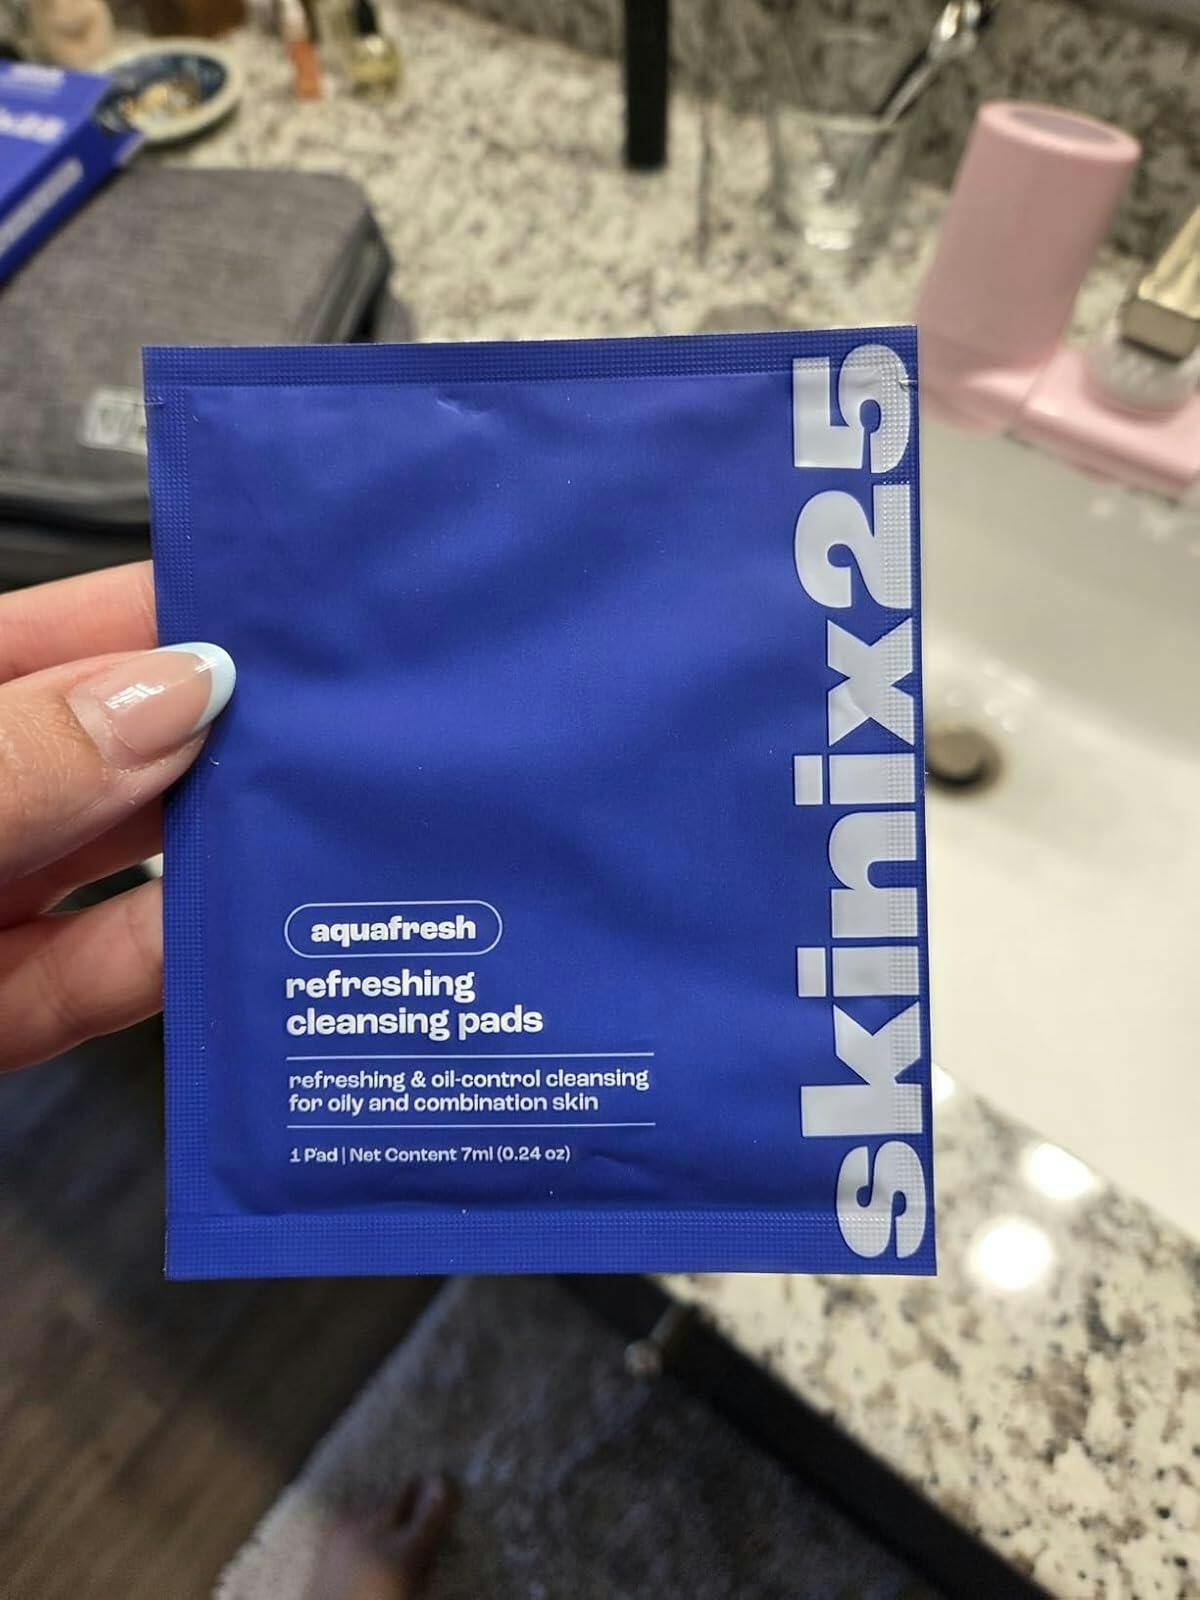 skinix25
aquafresh
refreshing
cleansing pads
refreshing & oil-control cleansing
for oily and combination skin
1 Pad | Net Content 7ml (0.24 oz)